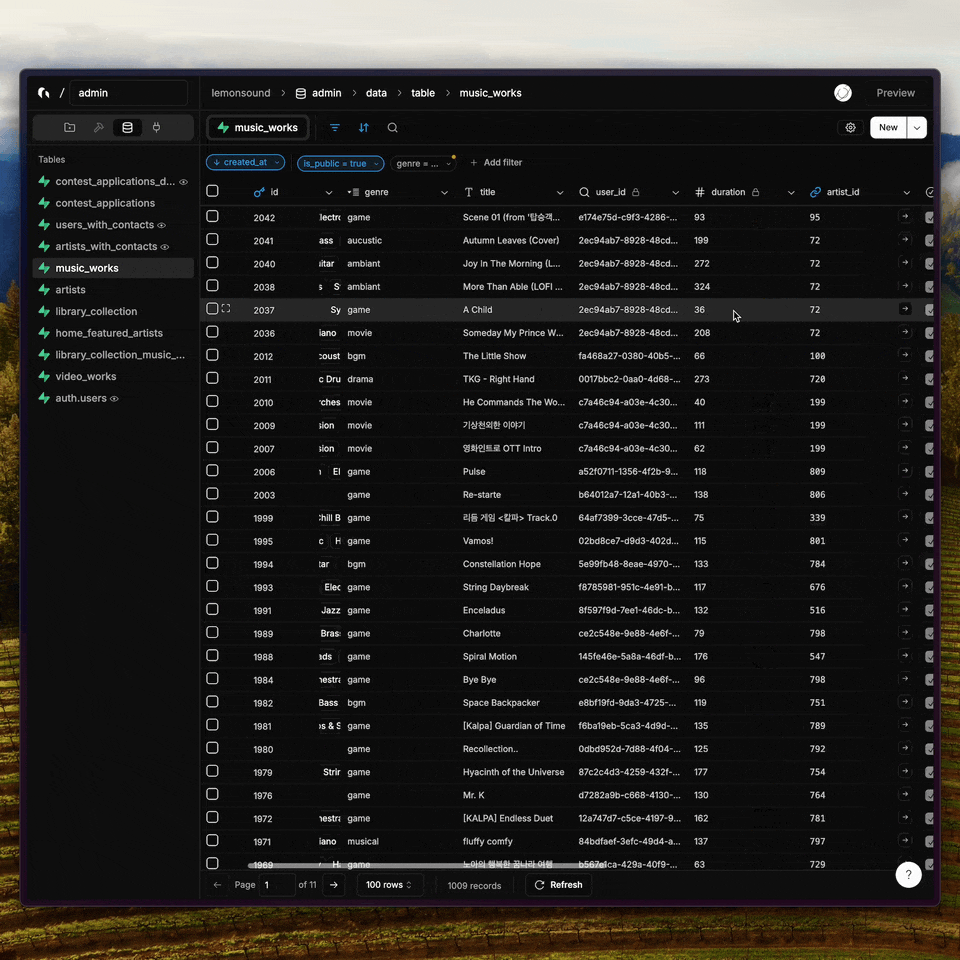 / admin lemonsound > admin > data > table > music_works Preview
music_works New
Tables
↓ created_at is_public = true genre = ... + Add filter
id genre title user_id duration artist_id
contest_applications_d...
contest_applications
users_with_contacts
artists_with_contacts
music_works
artists
library_collection
home_featured_artists
library_collection_music_...
video_works
auth.users
2042 game Scene 01 (from '탑승객... e174e75d-c9f3-4286-... 93 95
2041 aucustic Autumn Leaves (Cover) 2ec94ab7-8928-48cd... 199 72
2040 ambiant Joy In The Morning (L... 2ec94ab7-8928-48cd... 272 72
2038 ambiant More Than Able (LOFI ... 2ec94ab7-8928-48cd... 324 72
2037 Sy game A Child 2ec94ab7-8928-48cd... 36 72
2036 iano movie Someday My Prince W... 2ec94ab7-8928-48cd... 208 72
2012 coust bgm The Little Show fa468a27-0380-40b5-... 66 100
2011 c Dru drama TKG - Right Hand 0017bbc2-0aa0-4d68-... 273 720
2010 rches movie He Commands The Wo... c7a46c94-a03e-4c30... 40 199
2009 sion movie 기상천외한 이야기 c7a46c94-a03e-4c30... 111 199
2007 sion movie 영화인트로 OTT Intro c7a46c94-a03e-4c30... 62 199
2006 El game Pulse a52f0711-1356-4f2b-9... 118 809
2003 game Re-starte b64012a7-12a1-40b3-... 138 806
1999 Chill B game 리듬 게임 <칼파> Track.0 64af7399-3cce-47d5-... 75 339
1995 c H game Vamos! 02bd8ce7-d9d3-402d... 115 801
1994 tar bgm Constellation Hope 5e99fb48-8eae-4970-... 133 784
1993 Elec game String Daybreak f8785981-951c-4e91-b... 117 676
1991 Jazz game Enceladus 8f597f9d-7ee1-46dc-b... 132 516
1989 Bras game Charlotte ce2c548e-9e88-4e6f-... 79 798
1988 ads game Spiral Motion 145fe46e-5a8a-46df-b... 176 547
1984 nestra game Bye Bye ce2c548e-9e88-4e6f-... 96 798
1982 Bass bgm Space Backpacker e8bf19fd-9da3-4725-... 119 751
1981 s & S game [Kalpa] Guardian of Time f6ba19eb-5ca3-4d9d-... 135 789
1980 game Recollection.. 0dbd952d-7d88-4f04-... 125 792
1979 Strin game Hyacinth of the Universe 87c2c4d3-4259-432f-... 177 754
1976 game Mr. K d7282a9b-c668-4130-... 130 764
1972 nestra game [KALPA] Endless Duet 12a747d7-c5ce-4197-9... 162 781
1971 iano musical fluffy comfy 84bdfaef-3efc-49d4-a... 137 797
1969 game 노아의 행복한 꿈나라 여행 63 729
← Page 1 of 11 → 100 rows 1009 records Refresh ?